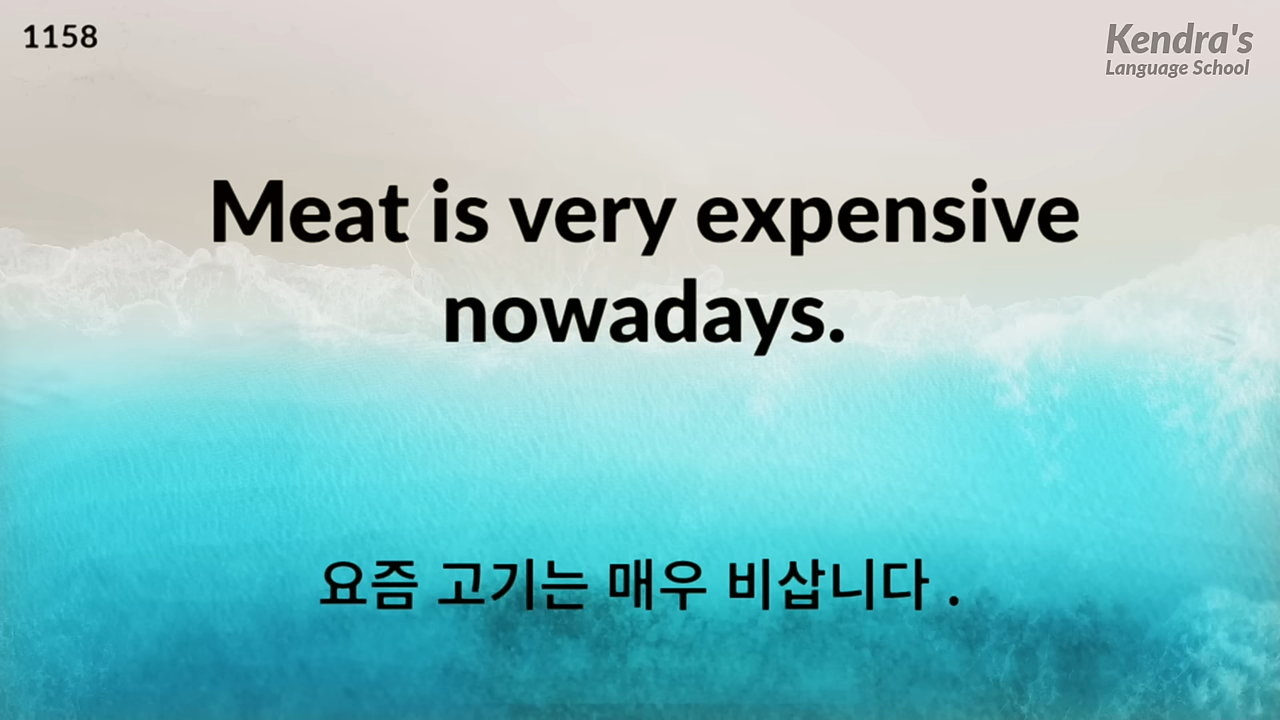 1158
Kendra's
Language School
Meat is very expensive
nowadays.
요즘 고기는 매우 비삽니다 .